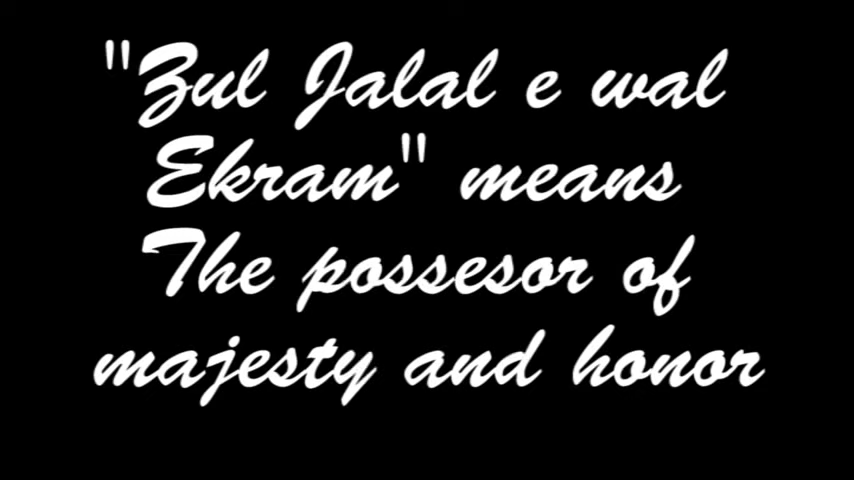 "Zul Jalal e wal
Ekram" means
The possesor of
majesty and honor